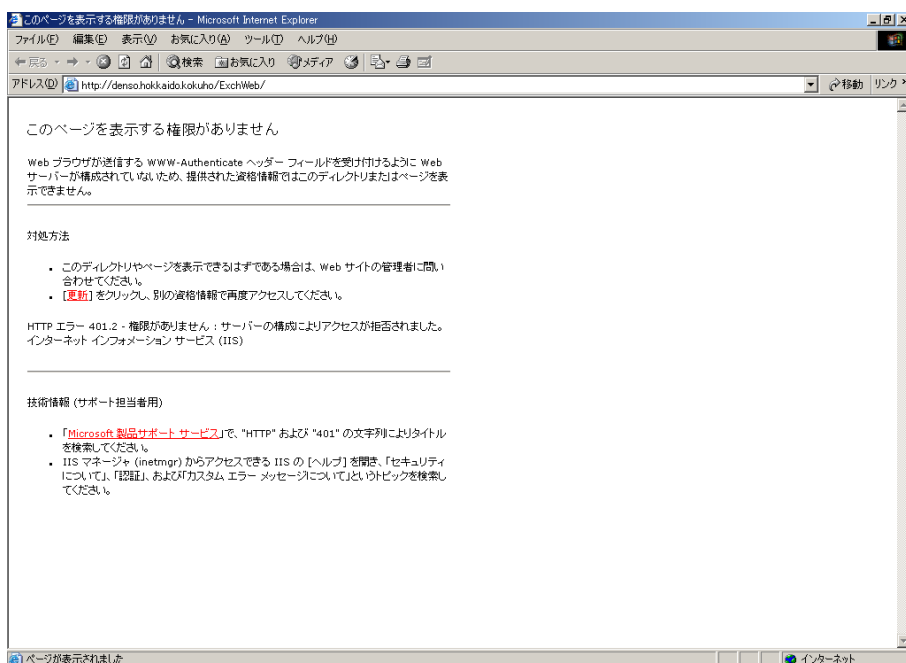 このページを表示する権限がありません - Microsoft Internet Explorer
ファイル(F) 編集(E) 表示(V) お気に入り(A) ツール(T) ヘルプ(H)
戻る 検索 お気に入り メディア
アドレス(D) http://denso.hokkaido.kokuho/ExchWeb/ 移動 リンク »
このページを表示する権限がありません
Web ブラウザが送信する WWW-Authenticate ヘッダー フィールドを受け付けるように Web
サーバーが構成されていないため、提供された資格情報ではこのディレクトリまたはページを表
示できません。
対処方法
• このディレクトリやページを表示できるはずである場合は、Web サイトの管理者に問い
合わせてください。
• [更新] をクリックし、別の資格情報で再度アクセスしてください。
HTTP エラー 401.2 - 権限がありません : サーバーの構成によりアクセスが拒否されました。
インターネット インフォメーション サービス (IIS)
技術情報 (サポート担当者用)
• 「Microsoft 製品サポート サービス」で、"HTTP" および "401" の文字列によりタイトル
を検索してください。
• IIS マネージャ (inetmgr) からアクセスできる IIS の [ヘルプ] を開き、「セキュリティ
について」、「認証」、および「カスタム エラー メッセージについて」というトピックを検索し
てください。
ページが表示されました インターネット